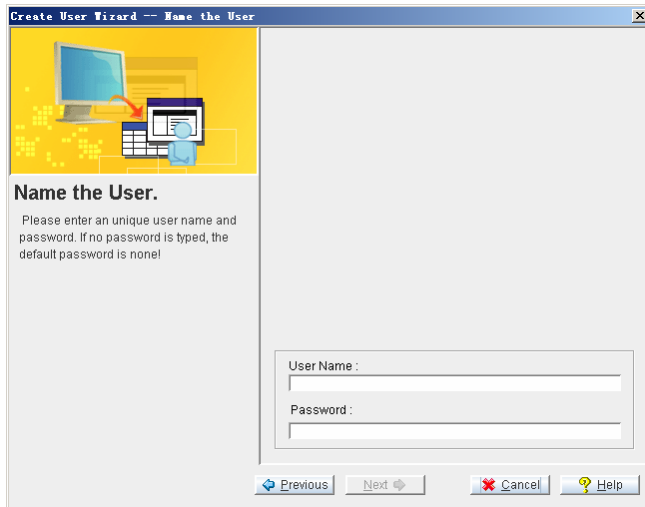 Create User Wizard -- Name the User
Name the User.
Please enter an unique user name and
password. If no password is typed, the
default password is none!
User Name :
Password :
Previous
Next
Cancel
Help